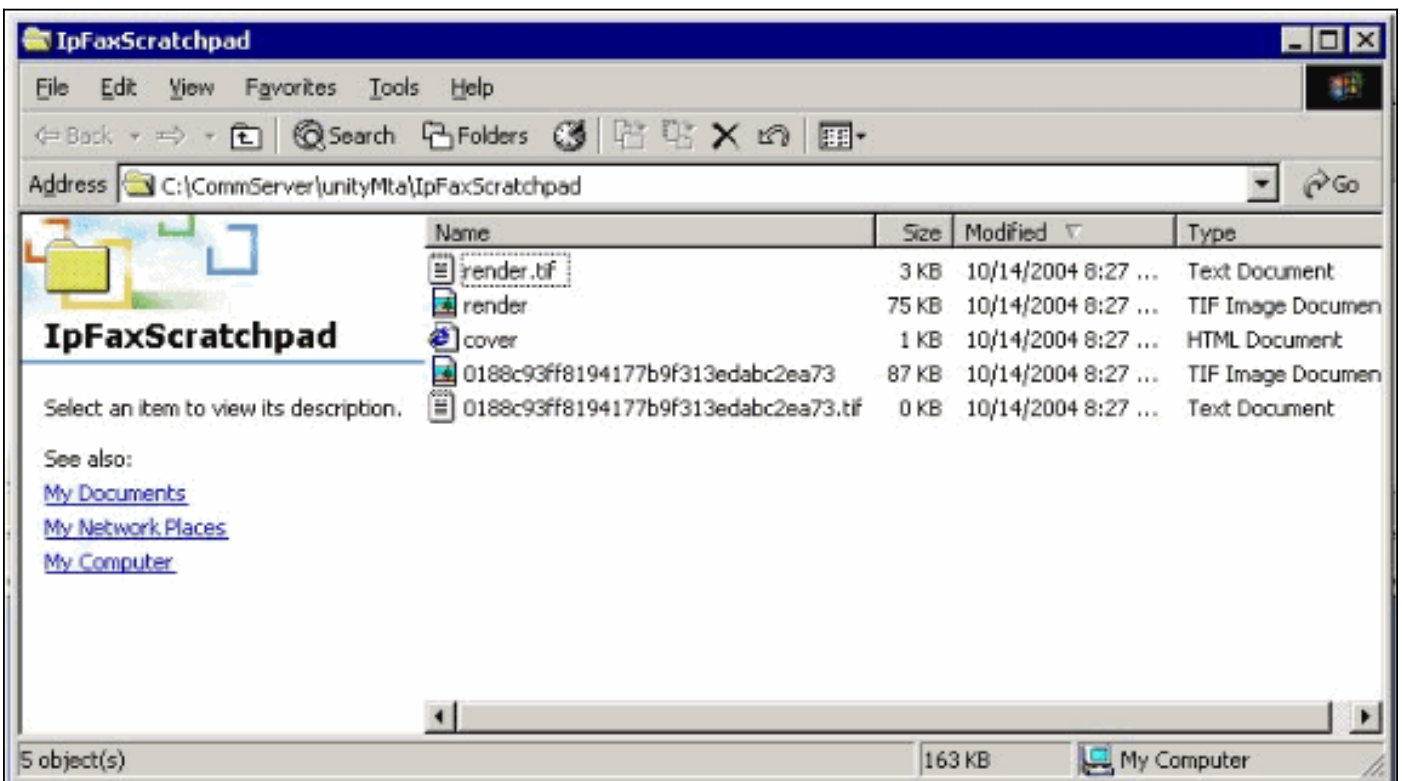 IpFaxScratchpad
File Edit View Favorites Tools Help
Back Search Folders
Address C:\CommServer\unityMta\IpFaxScratchpad Go
Name Size Modified Type
render.tif 3 KB 10/14/2004 8:27 ... Text Document
render 75 KB 10/14/2004 8:27 ... TIF Image Documen
cover 1 KB 10/14/2004 8:27 ... HTML Document
0188c93ff8194177b9f313edabc2ea73 87 KB 10/14/2004 8:27 ... TIF Image Documen
0188c93ff8194177b9f313edabc2ea73.tif 0 KB 10/14/2004 8:27 ... Text Document
IpFaxScratchpad
Select an item to view its description.
See also:
My Documents
My Network Places
My Computer
5 object(s) 163 KB My Computer